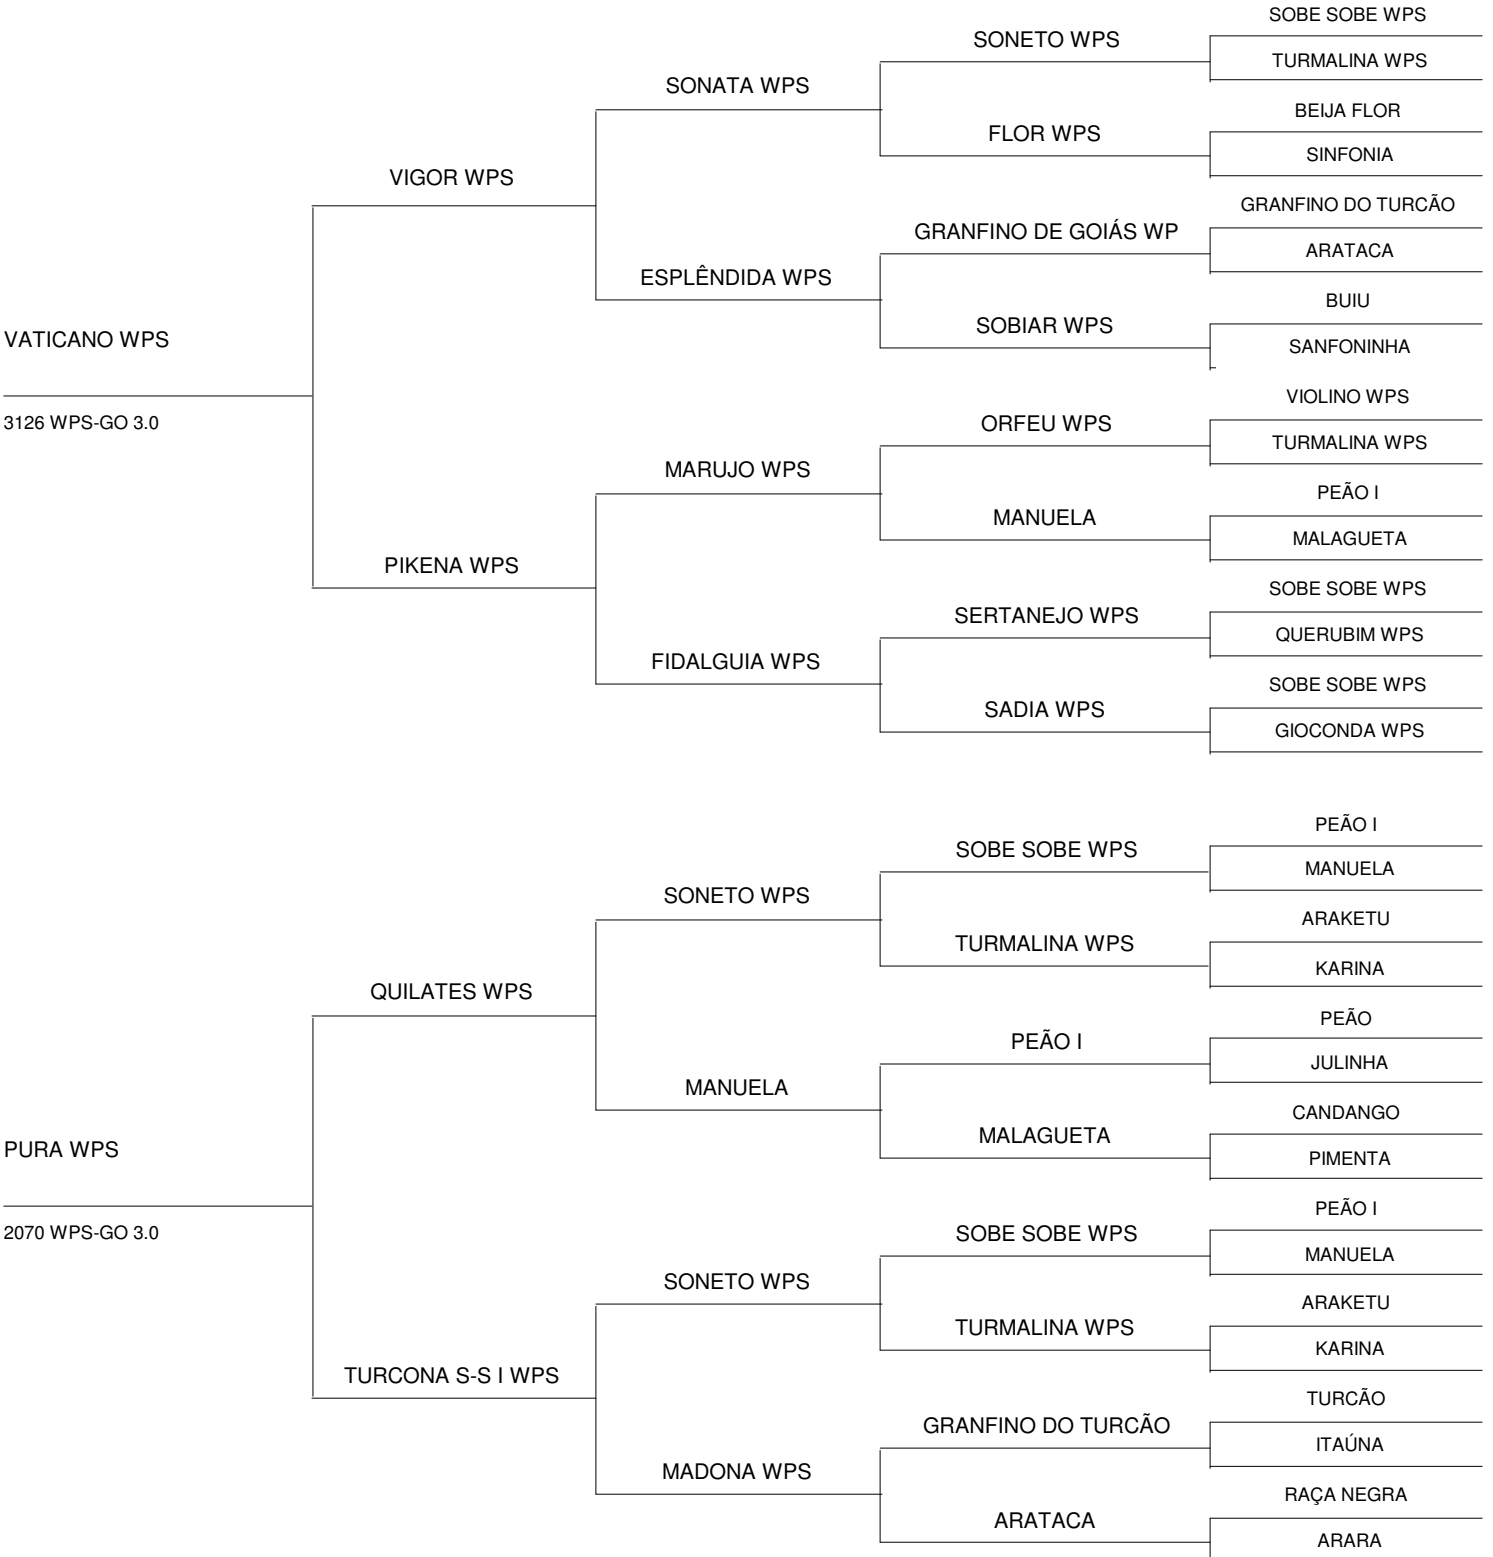 SOBE SOBE WPS
SONETO WPS
TURMALINA WPS
SONATA WPS
BEIJA FLOR
FLOR WPS
SINFONIA
VIGOR WPS
GRANFINO DO TURCÃO
GRANFINO DE GOIÁS WP
ARATACA
ESPLÊNDIDA WPS
BUIU
SOBIAR WPS
SANFONINHA
VATICANO WPS
3126 WPS-GO 3.0
VIOLINO WPS
ORFEU WPS
TURMALINA WPS
MARUJO WPS
PEÃO I
MANUELA
MALAGUETA
PIKENA WPS
SOBE SOBE WPS
SERTANEJO WPS
QUERUBIM WPS
FIDALGUIA WPS
SOBE SOBE WPS
SADIA WPS
GIOCONDA WPS
PEÃO I
SOBE SOBE WPS
MANUELA
SONETO WPS
ARAKETU
TURMALINA WPS
KARINA
QUILATES WPS
PEÃO
PEÃO I
JULINHA
MANUELA
CANDANGO
MALAGUETA
PIMENTA
PURA WPS
2070 WPS-GO 3.0
PEÃO I
SOBE SOBE WPS
MANUELA
SONETO WPS
ARAKETU
TURMALINA WPS
KARINA
TURCONA S-S I WPS
TURCÃO
GRANFINO DO TURCÃO
ITAÚNA
MADONA WPS
RAÇA NEGRA
ARATACA
ARARA